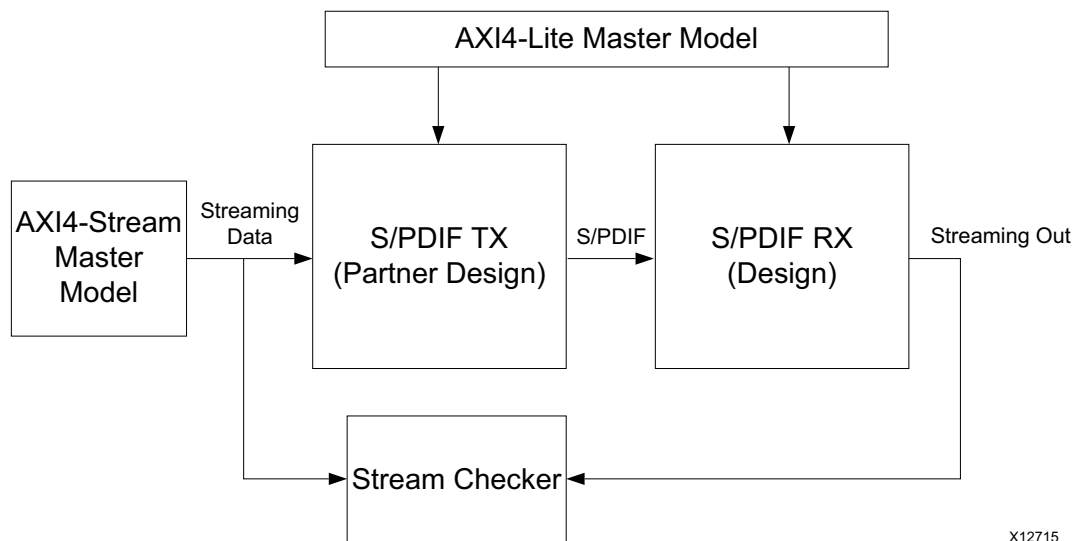 AXI4-Lite Master Model
AXI4-Stream
Master
Model
Streaming
Data
S/PDIF TX
(Partner Design)
S/PDIF
S/PDIF RX
(Design)
Streaming Out
Stream Checker
X12715